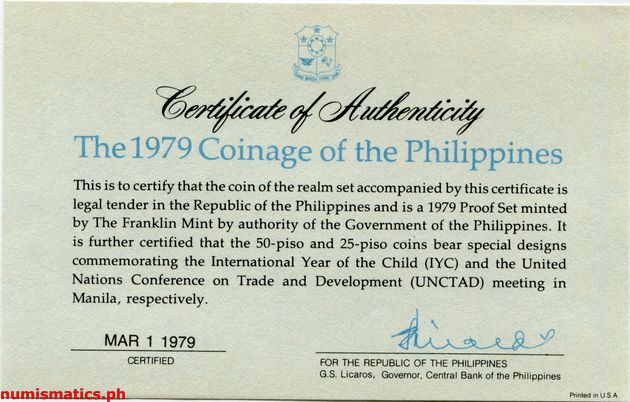 Certificate of Authenticity
The 1979 Coinage of the Philippines
This is to certify that the coin of the realm set accompanied by this certificate is
legal tender in the Republic of the Philippines and is a 1979 Proof Set minted
by The Franklin Mint by authority of the Government of the Philippines. It
is further certified that the 50-piso and 25-piso coins bear special designs
commemorating the International Year of the Child (IYC) and the United
Nations Conference on Trade and Development (UNCTAD) meeting in
Manila, respectively.
MAR 1 1979
CERTIFIED
FOR THE REPUBLIC OF THE PHILIPPINES
G.S. Licaros, Governor, Central Bank of the Philippines
numismatics.ph
Printed in U.S.A.